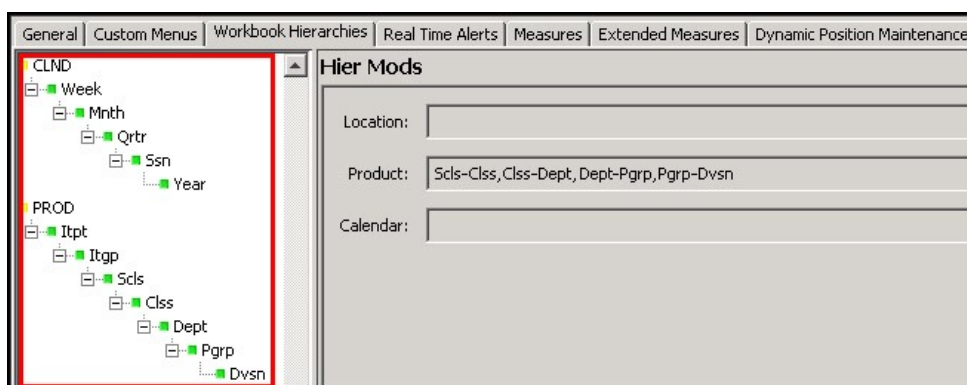 General Custom Menus Workbook Hierarchies Real Time Alerts Measures Extended Measures Dynamic Position Maintenance
CLND
Week
Mnth
Qrtr
Ssn
Year
PROD
Itpt
Itgp
Scls
Clss
Dept
Pgrp
Dvsn
Hier Mods
Location:
Product: Scls-Clss,Clss-Dept,Dept-Pgrp,Pgrp-Dvsn
Calendar: